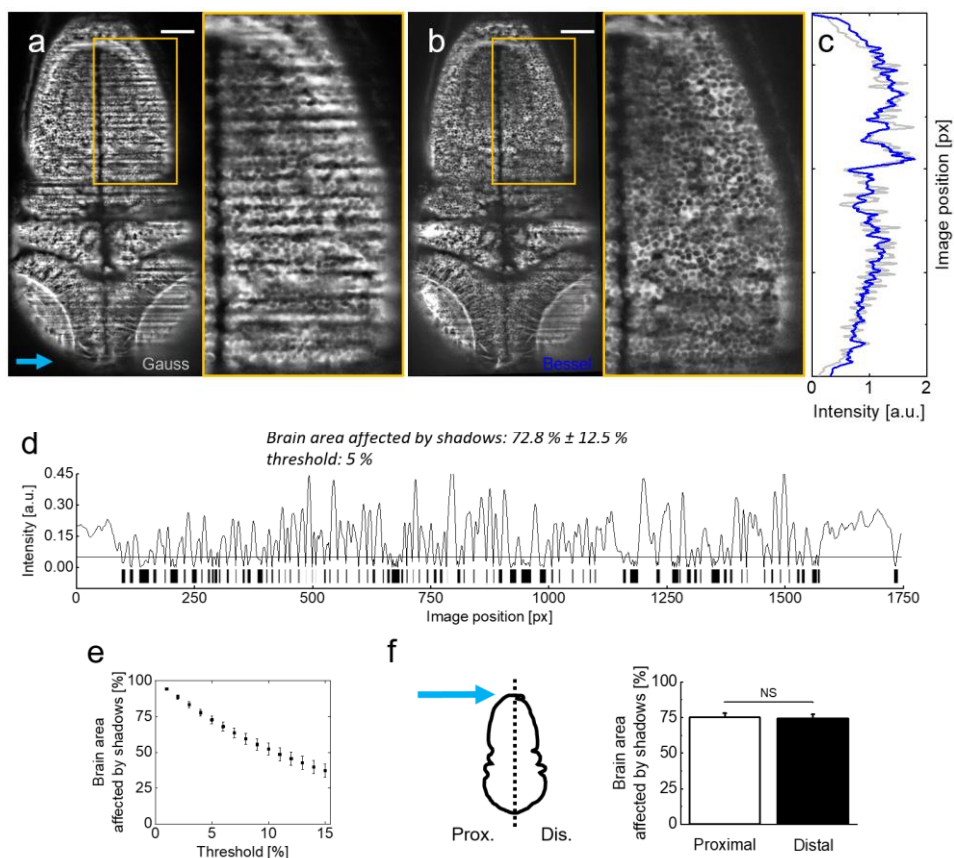 a
Gauss
b
Bessel
c
Image position [px]
0
1
2
Intensity [a.u.]
d
Brain area affected by shadows: 72.8 % ± 12.5 %
threshold: 5 %
Intensity [a.u.]
0.45
0.30
0.15
0.00
0
250
500
750
1000
1250
1500
1750
Image position [px]
e
Brain area
affected by shadows [%]
100
75
50
25
0
0
5
10
15
Threshold [%]
f
Prox.
Dis.
Brain area
affected by shadows [%]
100
75
50
25
0
NS
Proximal
Distal